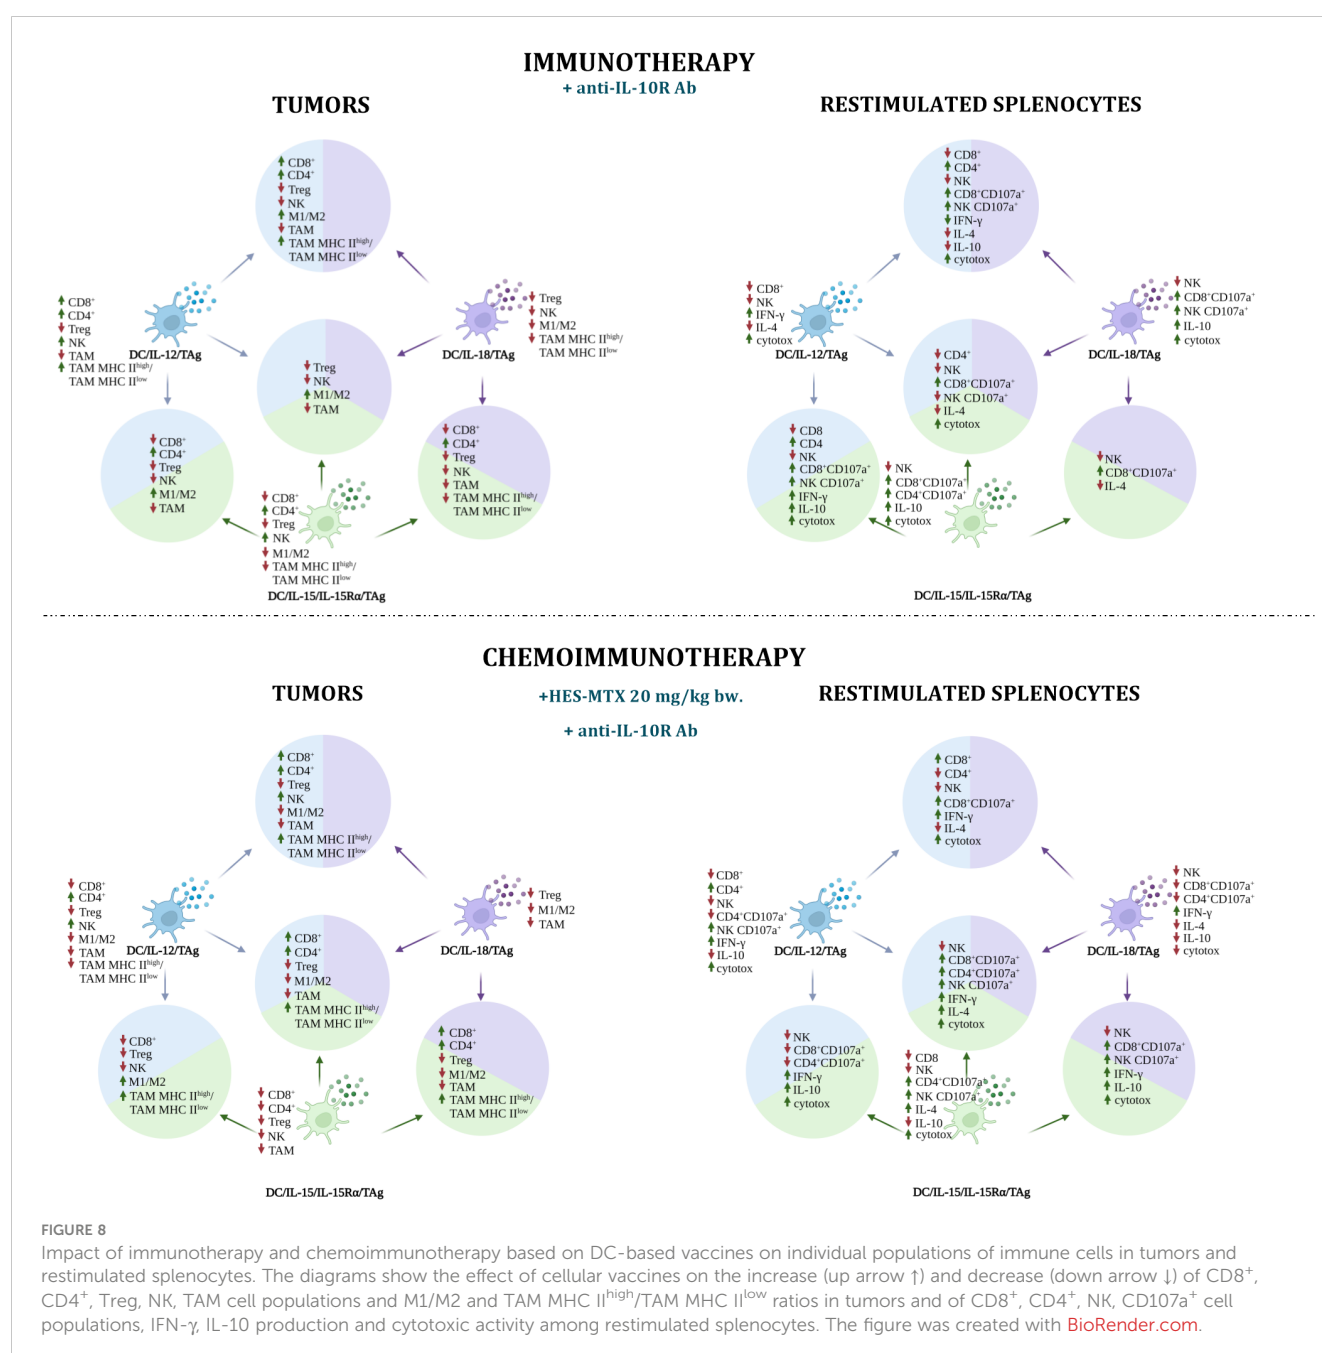 IMMUNOTHERAPY
+ anti-IL-10R Ab
TUMORS
↑ CD8⁺
↑ CD4⁺
↓ Treg
↓ NK
↑ M1/M2
↓ TAM
↑ TAM MHC IIʰⁱᵍʰ/
TAM MHC IIˡᵒʷ
↑ CD8⁺
↑ CD4⁺
↓ Treg
↑ NK
↓ TAM
↑ TAM MHC IIʰⁱᵍʰ/
TAM MHC IIˡᵒʷ
DC/IL-12/TAg
↓ Treg
↓ NK
↓ M1/M2
↓ TAM MHC IIʰⁱᵍʰ/
TAM MHC IIˡᵒʷ
DC/IL-18/TAg
↓ Treg
↓ NK
↑ M1/M2
↓ TAM
↓ CD8⁺
↑ CD4⁺
↓ Treg
↓ NK
↑ M1/M2
↓ TAM
↓ CD8⁺
↑ CD4⁺
↓ Treg
↓ NK
↓ TAM
↓ TAM MHC IIʰⁱᵍʰ/
TAM MHC IIˡᵒʷ
↓ CD8⁺
↑ CD4⁺
↓ Treg
↑ NK
↓ M1/M2
↓ TAM MHC IIʰⁱᵍʰ/
TAM MHC IIˡᵒʷ
DC/IL-15/IL-15Rα/TAg
RESTIMULATED SPLENOCYTES
↓ CD8⁺
↑ CD4⁺
↓ NK
↑ CD8⁺CD107a⁺
↑ NK CD107a⁺
↓ IFN-γ
↓ IL-4
↓ IL-10
↑ cytotox
↓ CD8⁺
↓ NK
↑ IFN-γ
↓ IL-4
↑ cytotox
DC/IL-12/TAg
↓ NK
↑ CD8⁺CD107a⁺
↑ NK CD107a⁺
↑ IL-10
↑ cytotox
DC/IL-18/TAg
↓ CD4⁺
↓ NK
↑ CD8⁺CD107a⁺
↓ NK CD107a⁺
↓ IL-4
↑ cytotox
↓ CD8
↑ CD4
↓ NK
↑ CD8⁺CD107a⁺
↑ NK CD107a⁺
↑ IFN-γ
↑ IL-10
↑ cytotox
↓ NK
↑ CD8⁺CD107a⁺
↑ CD4⁺CD107a⁺
↑ IL-10
↑ cytotox
↓ NK
↑ CD8⁺CD107a⁺
↓ IL-4
DC/IL-15/IL-15Rα/TAg
CHEMOIMMUNOTHERAPY
+HES-MTX 20 mg/kg bw.
+ anti-IL-10R Ab
TUMORS
↑ CD8⁺
↑ CD4⁺
↓ Treg
↑ NK
↓ M1/M2
↓ TAM
↑ TAM MHC IIʰⁱᵍʰ/
TAM MHC IIˡᵒʷ
↓ CD8⁺
↑ CD4⁺
↓ Treg
↑ NK
↓ M1/M2
↓ TAM
↓ TAM MHC IIʰⁱᵍʰ/
TAM MHC IIˡᵒʷ
DC/IL-12/TAg
↓ Treg
↓ M1/M2
↓ TAM
DC/IL-18/TAg
↑ CD8⁺
↑ CD4⁺
↓ Treg
↓ M1/M2
↓ TAM
↑ TAM MHC IIʰⁱᵍʰ/
TAM MHC IIˡᵒʷ
↓ CD8⁺
↓ Treg
↓ NK
↑ M1/M2
↑ TAM MHC IIʰⁱᵍʰ/
TAM MHC IIˡᵒʷ
↑ CD8⁺
↑ CD4⁺
↓ Treg
↓ M1/M2
↓ TAM
↑ TAM MHC IIʰⁱᵍʰ/
TAM MHC IIˡᵒʷ
↓ CD8⁺
↓ CD4⁺
↓ Treg
↓ NK
↓ TAM
DC/IL-15/IL-15Rα/TAg
RESTIMULATED SPLENOCYTES
↑ CD8⁺
↓ CD4⁺
↓ NK
↑ CD8⁺CD107a⁺
↑ IFN-γ
↓ IL-4
↑ cytotox
↓ CD8⁺
↑ CD4⁺
↓ NK
↓ CD4⁺CD107a⁺
↑ NK CD107a⁺
↑ IFN-γ
↓ IL-10
↑ cytotox
DC/IL-12/TAg
↓ NK
↓ CD8⁺CD107a⁺
↓ CD4⁺CD107a⁺
↑ IFN-γ
↓ IL-4
↓ IL-10
↓ cytotox
DC/IL-18/TAg
↓ NK
↑ CD8⁺CD107a⁺
↑ CD4⁺CD107a⁺
↑ NK CD107a⁺
↑ IFN-γ
↑ IL-4
↑ cytotox
↓ NK
↓ CD8⁺CD107a⁺
↓ CD4⁺CD107a⁺
↑ IFN-γ
↑ IL-10
↑ cytotox
↓ CD8
↓ NK
↑ CD4⁺CD107a⁺
↑ NK CD107a⁺
↑ IL-4
↓ IL-10
↑ cytotox
↓ NK
↑ CD8⁺CD107a⁺
↑ NK CD107a⁺
↑ IFN-γ
↑ IL-10
↑ cytotox
DC/IL-15/IL-15Rα/TAg
FIGURE 8
Impact of immunotherapy and chemoimmunotherapy based on DC-based vaccines on individual populations of immune cells in tumors and
restimulated splenocytes. The diagrams show the effect of cellular vaccines on the increase (up arrow ↑) and decrease (down arrow ↓) of CD8⁺,
CD4⁺, Treg, NK, TAM cell populations and M1/M2 and TAM MHC IIʰⁱᵍʰ/TAM MHC IIˡᵒʷ ratios in tumors and of CD8⁺, CD4⁺, NK, CD107a⁺ cell
populations, IFN-γ, IL-10 production and cytotoxic activity among restimulated splenocytes. The figure was created with BioRender.com.